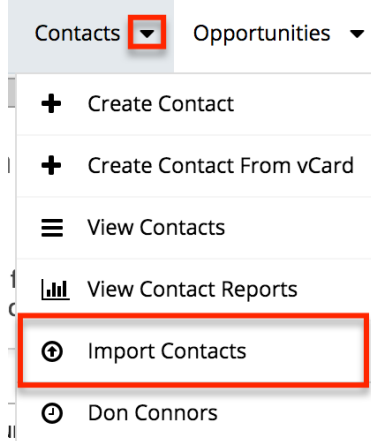 Contacts Opportunities
Create Contact
Create Contact From vCard
View Contacts
View Contact Reports
Import Contacts
Don Connors